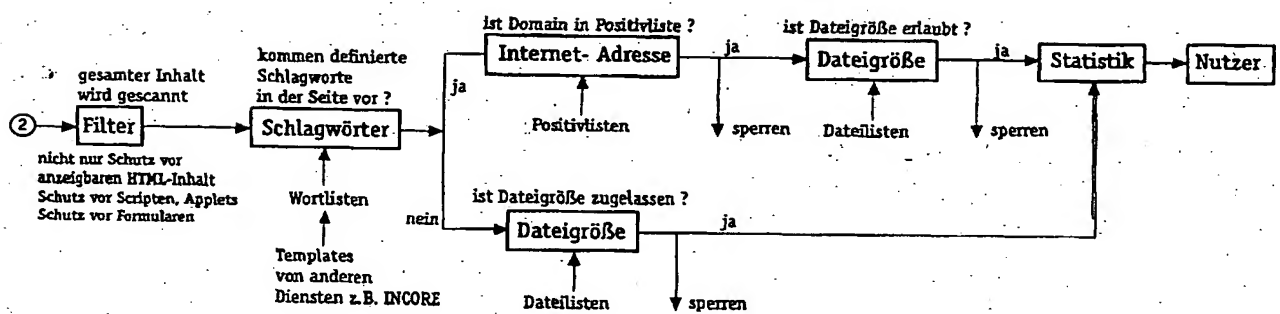 ist Domain in Positivliste ?
ist Dateigröße erlaubt ?
kommen definierte
Schlagworte
in der Seite vor ?
gesamter Inhalt
wird gescannt
ja
Internet- Adresse
ja
Dateigröße
ja
Statistik
Nutzer
2
Filter
Schlagwörter
Positivlisten
sperren
Dateilisten
sperren
nicht nur Schutz vor
anzeigbaren HTML-Inhalt
Schutz vor Scripten, Applets
Schutz vor Formularen
Wortlisten
ist Dateigröße zugelassen ?
nein
Dateigröße
ja
Templates
von anderen
Diensten z.B. INCORE
Dateilisten
sperren